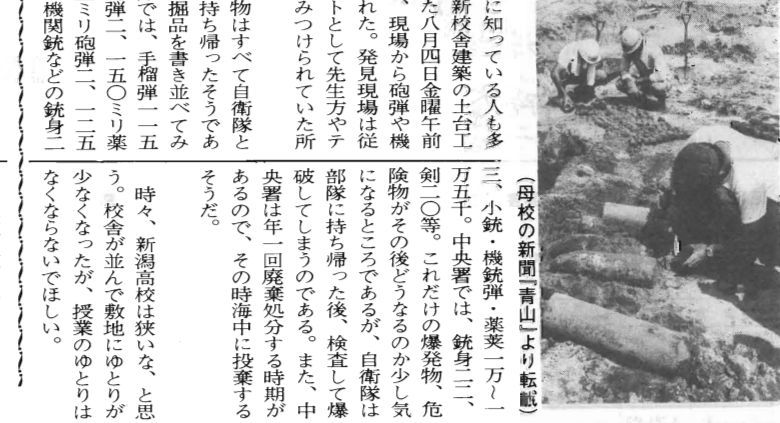 に知っている人も多
新校舎建築の土台工
た八月四日金曜午前
、現場から砲弾や機
れた。発見現場は従
トとして先生方やテ
みつけられていた所
物はすべて自衛隊と
持ち帰ったそうであ
掘品を書き並べてみ
では、手榴弾一一五
弾二、一五〇ミリ薬
ミリ砲弾二、一二五
機関銃などの銃身二
(母校の新聞『青山』より転載)
三、小銃・機銃弾・薬莢一万〜一
万五千。中央署では、銃身二二、
剣二〇等。これだけの爆発物、危
険物がその後どうなるのか少し気
になるところであるが、自衛隊は
部隊に持ち帰った後、検査して爆
破してしまうのである。また、中
央署は年一回廃棄処分する時期が
あるので、その時海中に投棄する
そうだ。
時々、新潟高校は狭いな、と思
う。校舎が並んで敷地にゆとりが
少なくなったが、授業のゆとりは
なくならないでほしい。